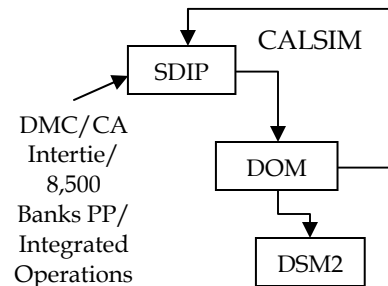 CALSIM
SDIP
DMC/CA
Intertie/
8,500
Banks PP/
Integrated
Operations
DOM
DSM2